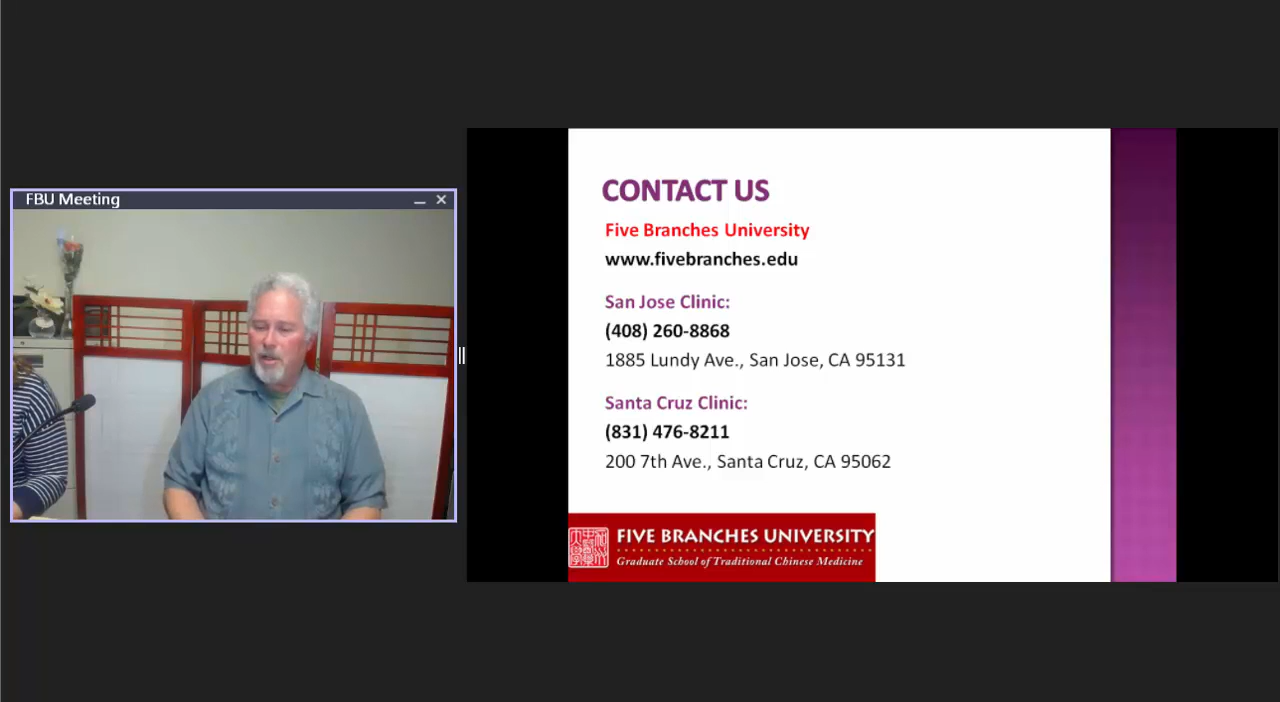 FBU Meeting
CONTACT US
Five Branches University
www.fivebranches.edu
San Jose Clinic:
(408) 260-8868
1885 Lundy Ave., San Jose, CA 95131
Santa Cruz Clinic:
(831) 476-8211
200 7th Ave., Santa Cruz, CA 95062
FIVE BRANCHES UNIVERSITY
Graduate School of Traditional Chinese Medicine